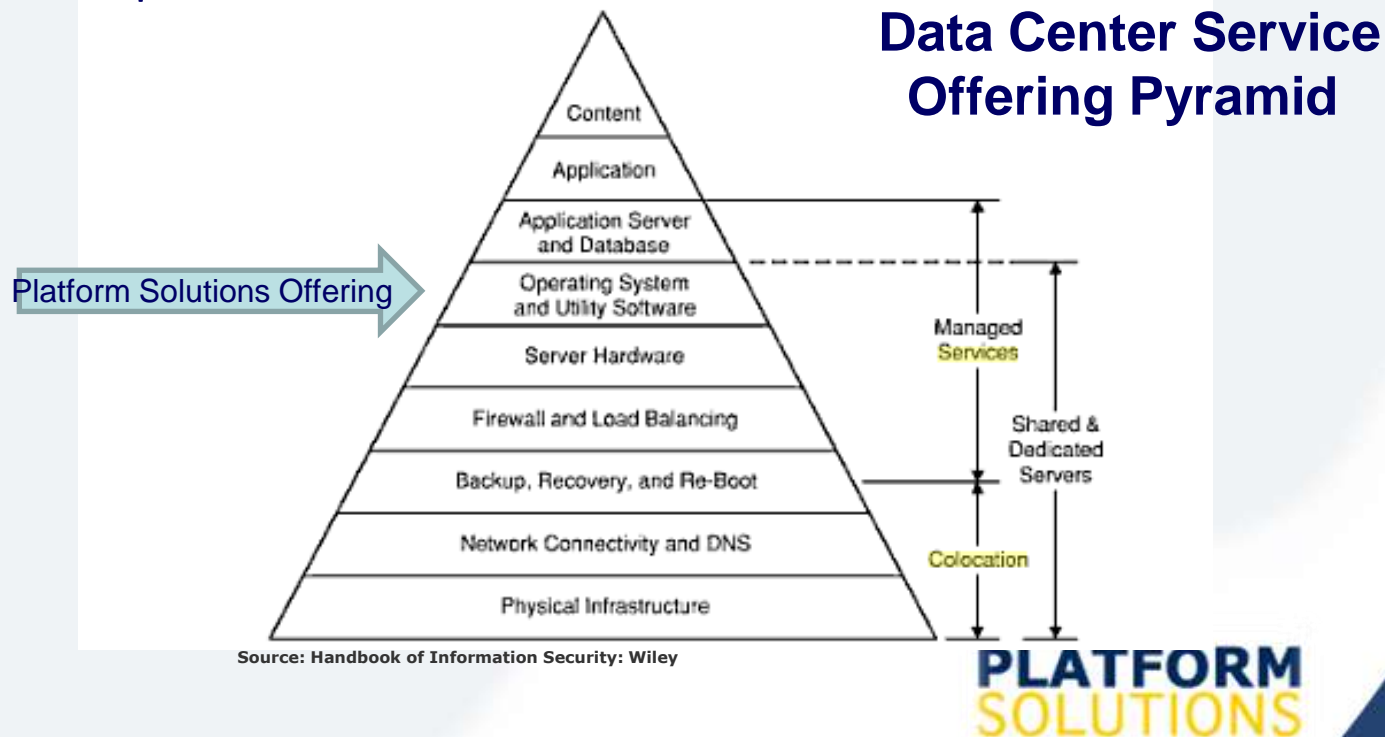 Data Center Service
Offering Pyramid
Content
Application
Application Server
and Database
Platform Solutions Offering
Operating System
and Utility Software
Managed
Services
Server Hardware
Firewall and Load Balancing
Shared &
Dedicated
Servers
Backup, Recovery, and Re-Boot
Network Connectivity and DNS
Colocation
Physical Infrastructure
Source: Handbook of Information Security: Wiley
PLATFORM
SOLUTIONS